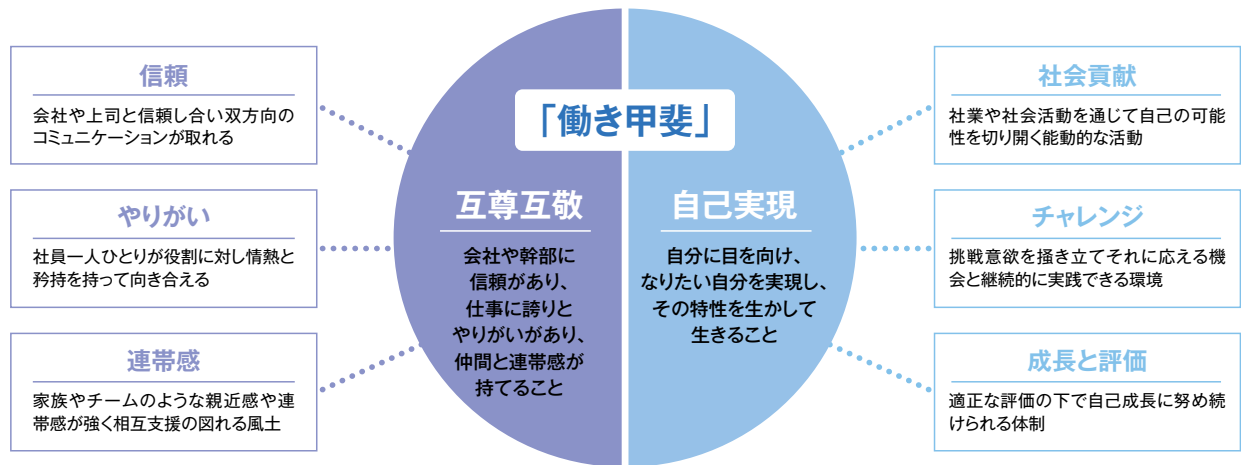 「働き甲斐」
信頼
会社や上司と信頼し合い双方向の
コミュニケーションが取れる
やりがい
社員一人ひとりが役割に対し情熱と
矜持を持って向き合える
連帯感
家族やチームのような親近感や連
帯感が強く相互支援の図れる風土
互尊互敬
会社や幹部に
信頼があり、
仕事に誇りと
やりがいがあり、
仲間と連帯感が
持てること
自己実現
自分に目を向け、
なりたい自分を実現し、
その特性を生かして
生きること
社会貢献
社業や社会活動を通じて自己の可能
性を切り開く能動的な活動
チャレンジ
挑戦意欲を掻き立てそれに応える機
会と継続的に実践できる環境
成長と評価
適正な評価の下で自己成長に努め続
けられる体制